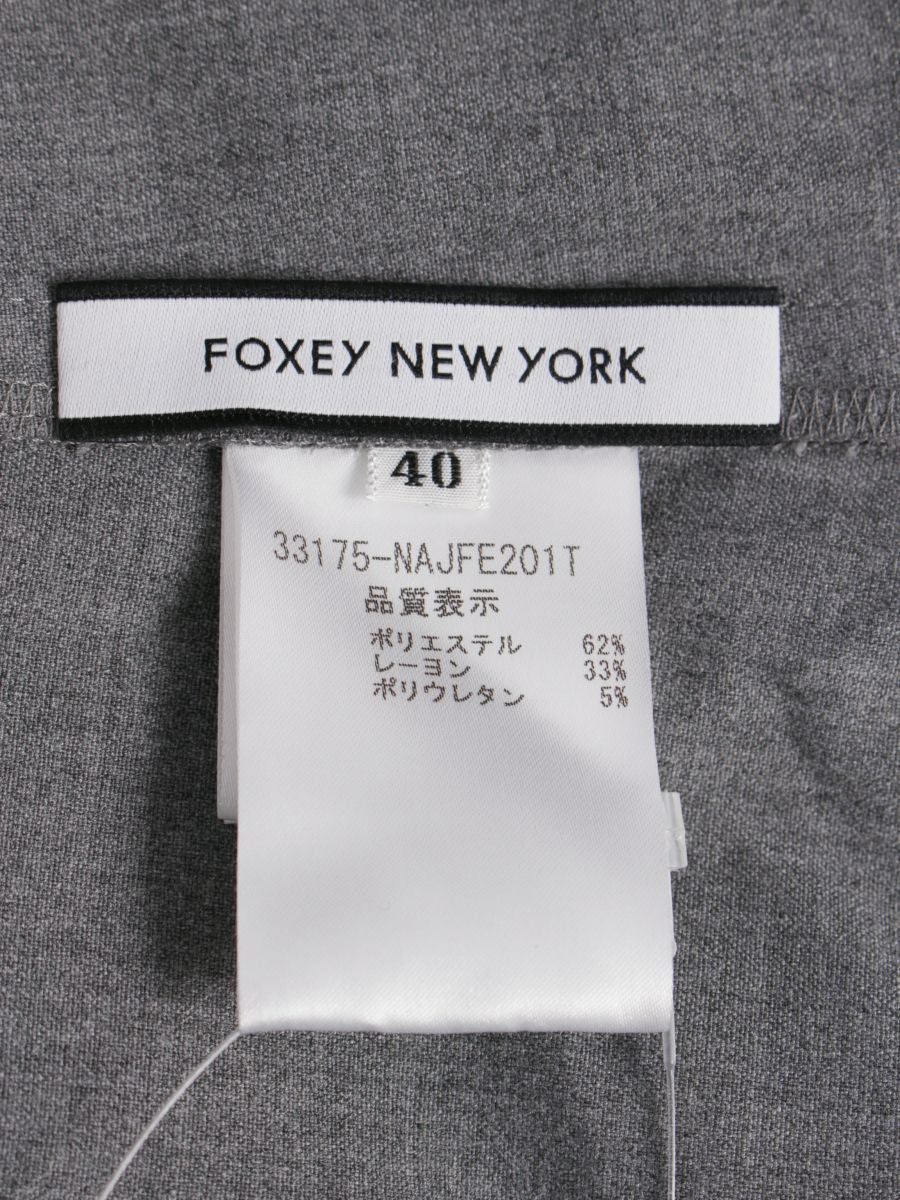 FOXEY NEW YORK
40
33175-NAJFE201T
品質表示
ポリエステル 62%
レーヨン 33%
ポリウレタン 5%